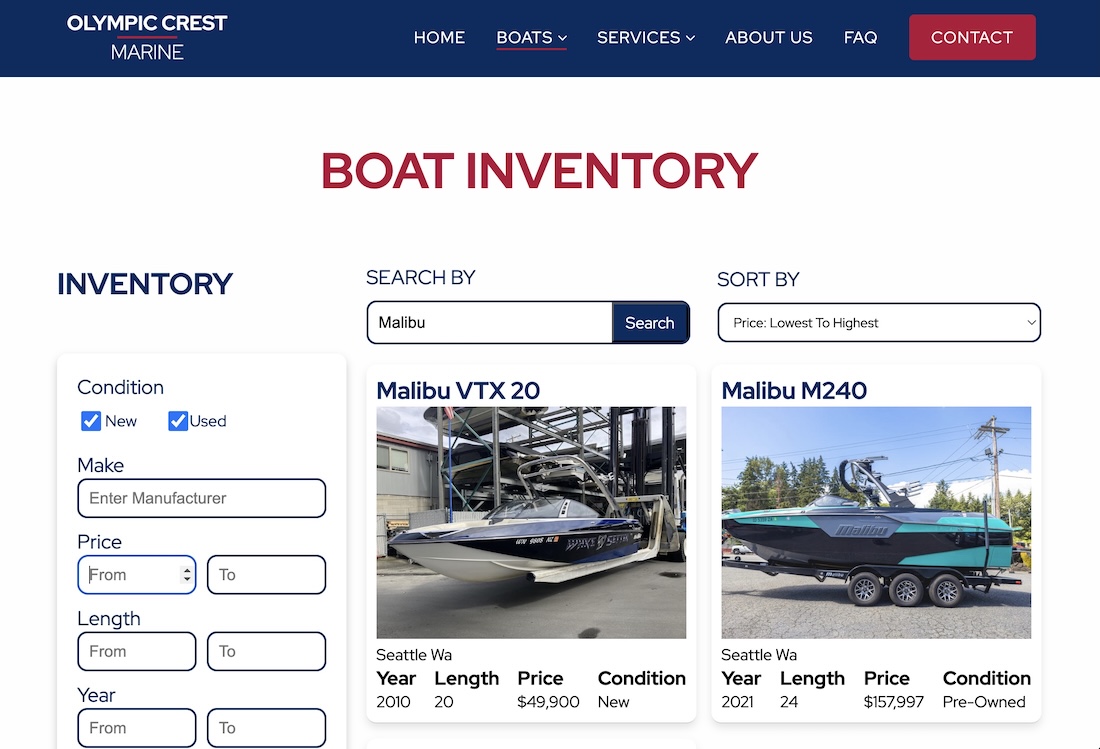 OLYMPIC CREST
MARINE
HOME
BOATS
SERVICES
ABOUT US
FAQ
CONTACT
BOAT INVENTORY
INVENTORY
SEARCH BY
Malibu
Search
SORT BY
Price: Lowest To Highest
Condition
New
Used
Make
Enter Manufacturer
Price
From
To
Length
From
To
Year
From
To
Malibu VTX 20
Seattle Wa
Year Length Price Condition
2010 20 $49,900 New
Malibu M240
Malibu
Seattle Wa
Year Length Price Condition
2021 24 $157,997 Pre-Owned